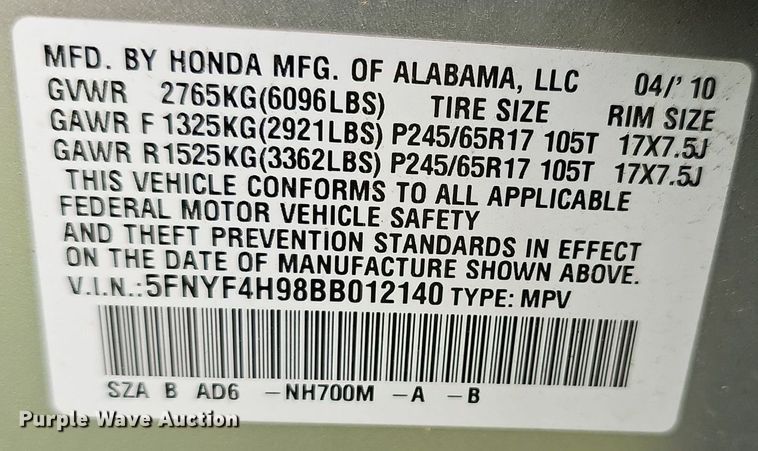 MFD. BY HONDA MFG. OF ALABAMA, LLC 04/'10
GVWR 2765KG(6096LBS) TIRE SIZE RIM SIZE
GAWR F 1325KG(2921LBS) P245/65R17 105T 17X7.5J
GAWR R1525KG(3362LBS) P245/65R17 105T 17X7.5J
THIS VEHICLE CONFORMS TO ALL APPLICABLE
FEDERAL MOTOR VEHICLE SAFETY
AND THEFT PREVENTION STANDARDS IN EFFECT
ON THE DATE OF MANUFACTURE SHOWN ABOVE.
V.I.N.:5FNYF4H98BB012140 TYPE: MPV
SZA B AD6 -NH700M -A -B
Purple Wave Auction